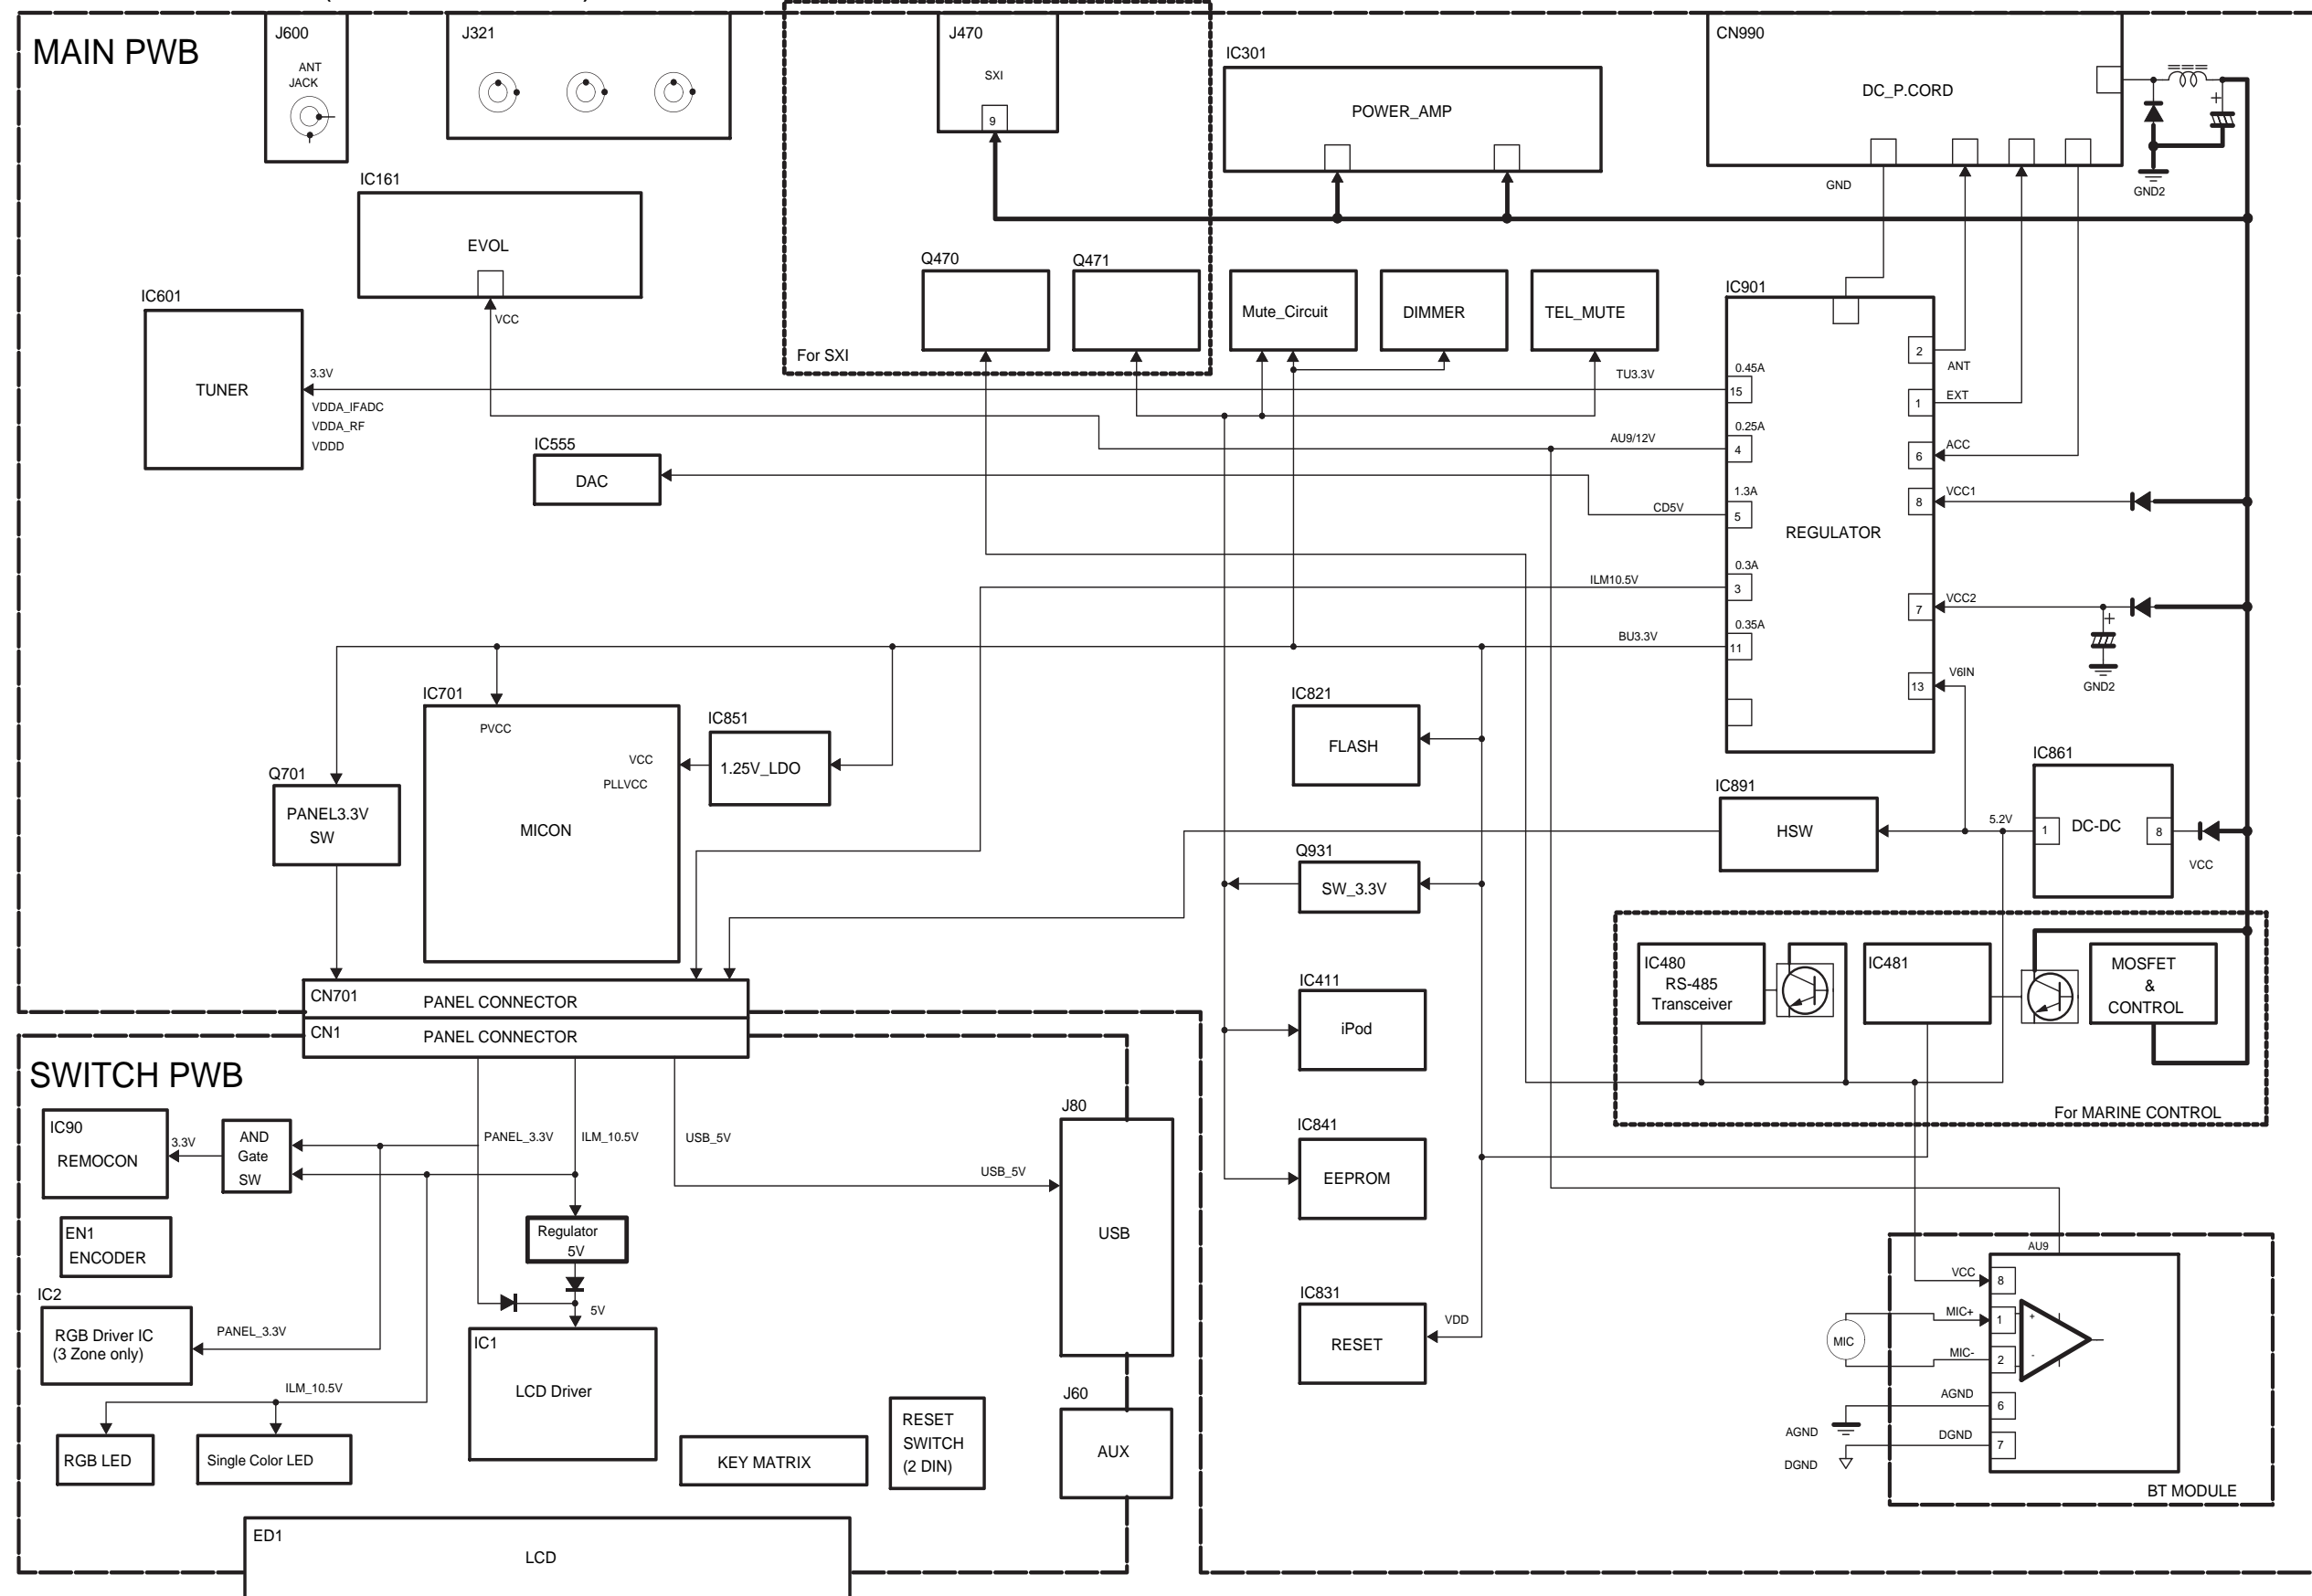 MAIN PWB
J600
ANT
JACK
J321
J470
SXI
9
IC301
POWER_AMP
CN990
DC_P.CORD
GND
GND2
IC161
EVOL
VCC
IC601
TUNER
3.3V
VDDA_IFADC
VDDA_RF
VDDD
Q470
Q471
For SXI
Mute_Circuit
DIMMER
TEL_MUTE
IC901
REGULATOR
0.45A
15
TU3.3V
0.25A
4
AU9/12V
1.3A
5
CD5V
0.3A
3
ILM10.5V
0.35A
11
BU3.3V
2
ANT
1
EXT
6
ACC
8
VCC1
7
VCC2
13
V6IN
+
+
GND2
IC555
DAC
IC701
PVCC
VCC
PLLVCC
MICON
IC851
1.25V_LDO
Q701
PANEL3.3V
SW
IC821
FLASH
IC891
HSW
5.2V
IC861
1
DC-DC
8
VCC
Q931
SW_3.3V
IC480
RS-485
Transceiver
IC481
MOSFET
&
CONTROL
For MARINE CONTROL
IC411
iPod
IC841
EEPROM
IC831
RESET
VDD
CN701
PANEL CONNECTOR
CN1
PANEL CONNECTOR
SWITCH PWB
IC90
REMOCON
3.3V
AND
Gate
SW
PANEL_3.3V
ILM_10.5V
USB_5V
USB_5V
J80
USB
EN1
ENCODER
Regulator
5V
5V
IC2
RGB Driver IC
(3 Zone only)
PANEL_3.3V
IC1
LCD Driver
ILM_10.5V
RGB LED
Single Color LED
KEY MATRIX
RESET
SWITCH
(2 DIN)
J60
AUX
ED1
LCD
AU9
VCC
8
MIC+
1
+
MIC
MIC-
2
-
AGND
6
AGND
DGND
7
DGND
BT MODULE